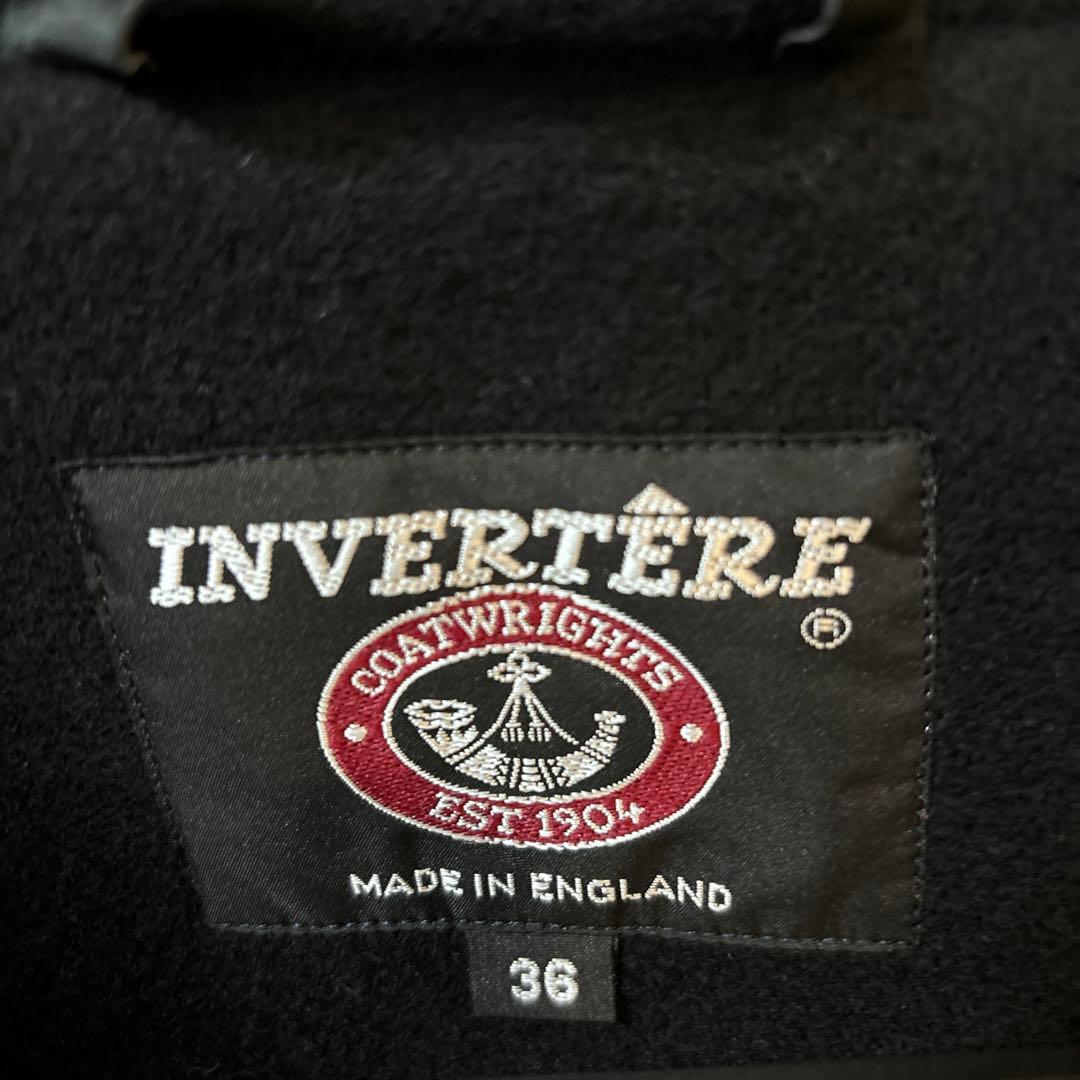 INVERTÊRE
®
COATWRIGHTS
EST 1904
MADE IN ENGLAND
36